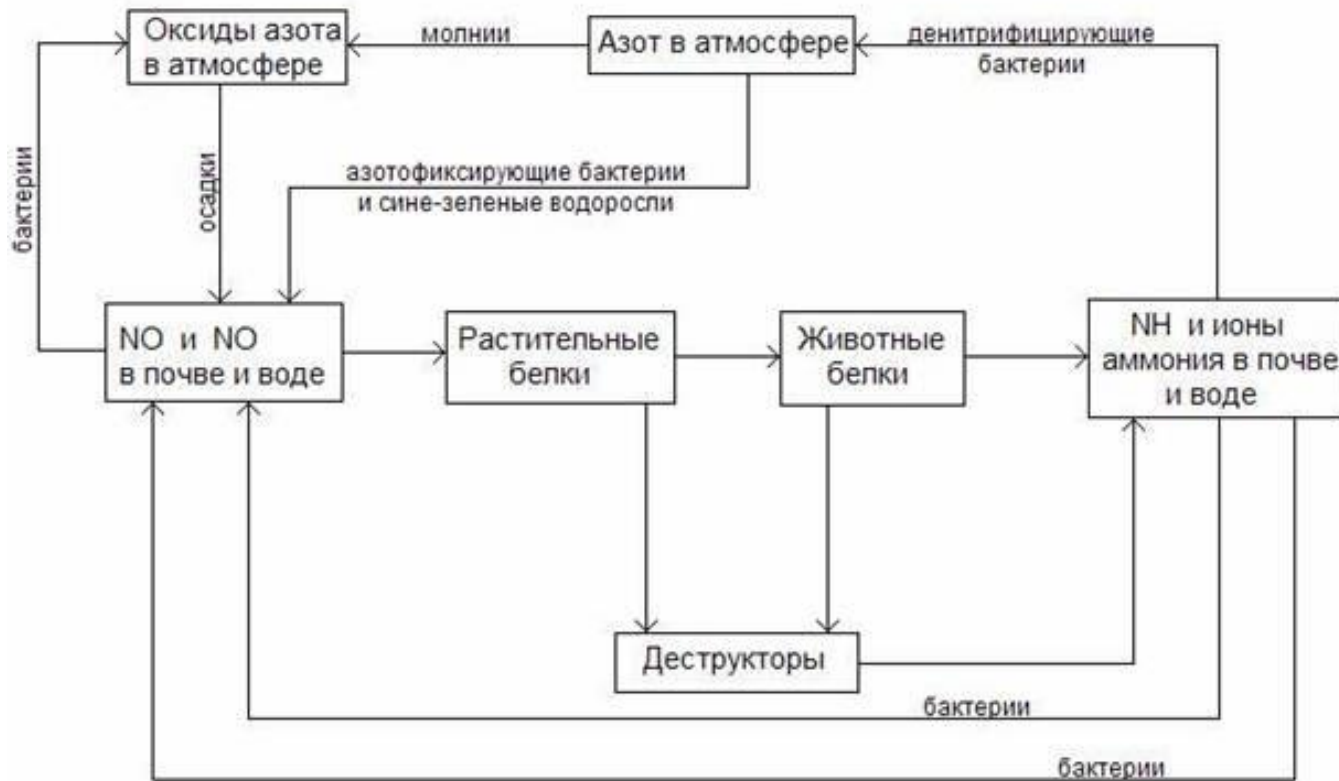 Оксиды азота
в атмосфере
молнии
Азот в атмосфере
денитрифицирующие
бактерии
бактерии
осадки
азотофиксирующие бактерии
и сине-зеленые водоросли
NO и NO
в почве и воде
Растительные
белки
Животные
белки
NH и ионы
аммония в почве
и воде
Деструкторы
бактерии
бактерии